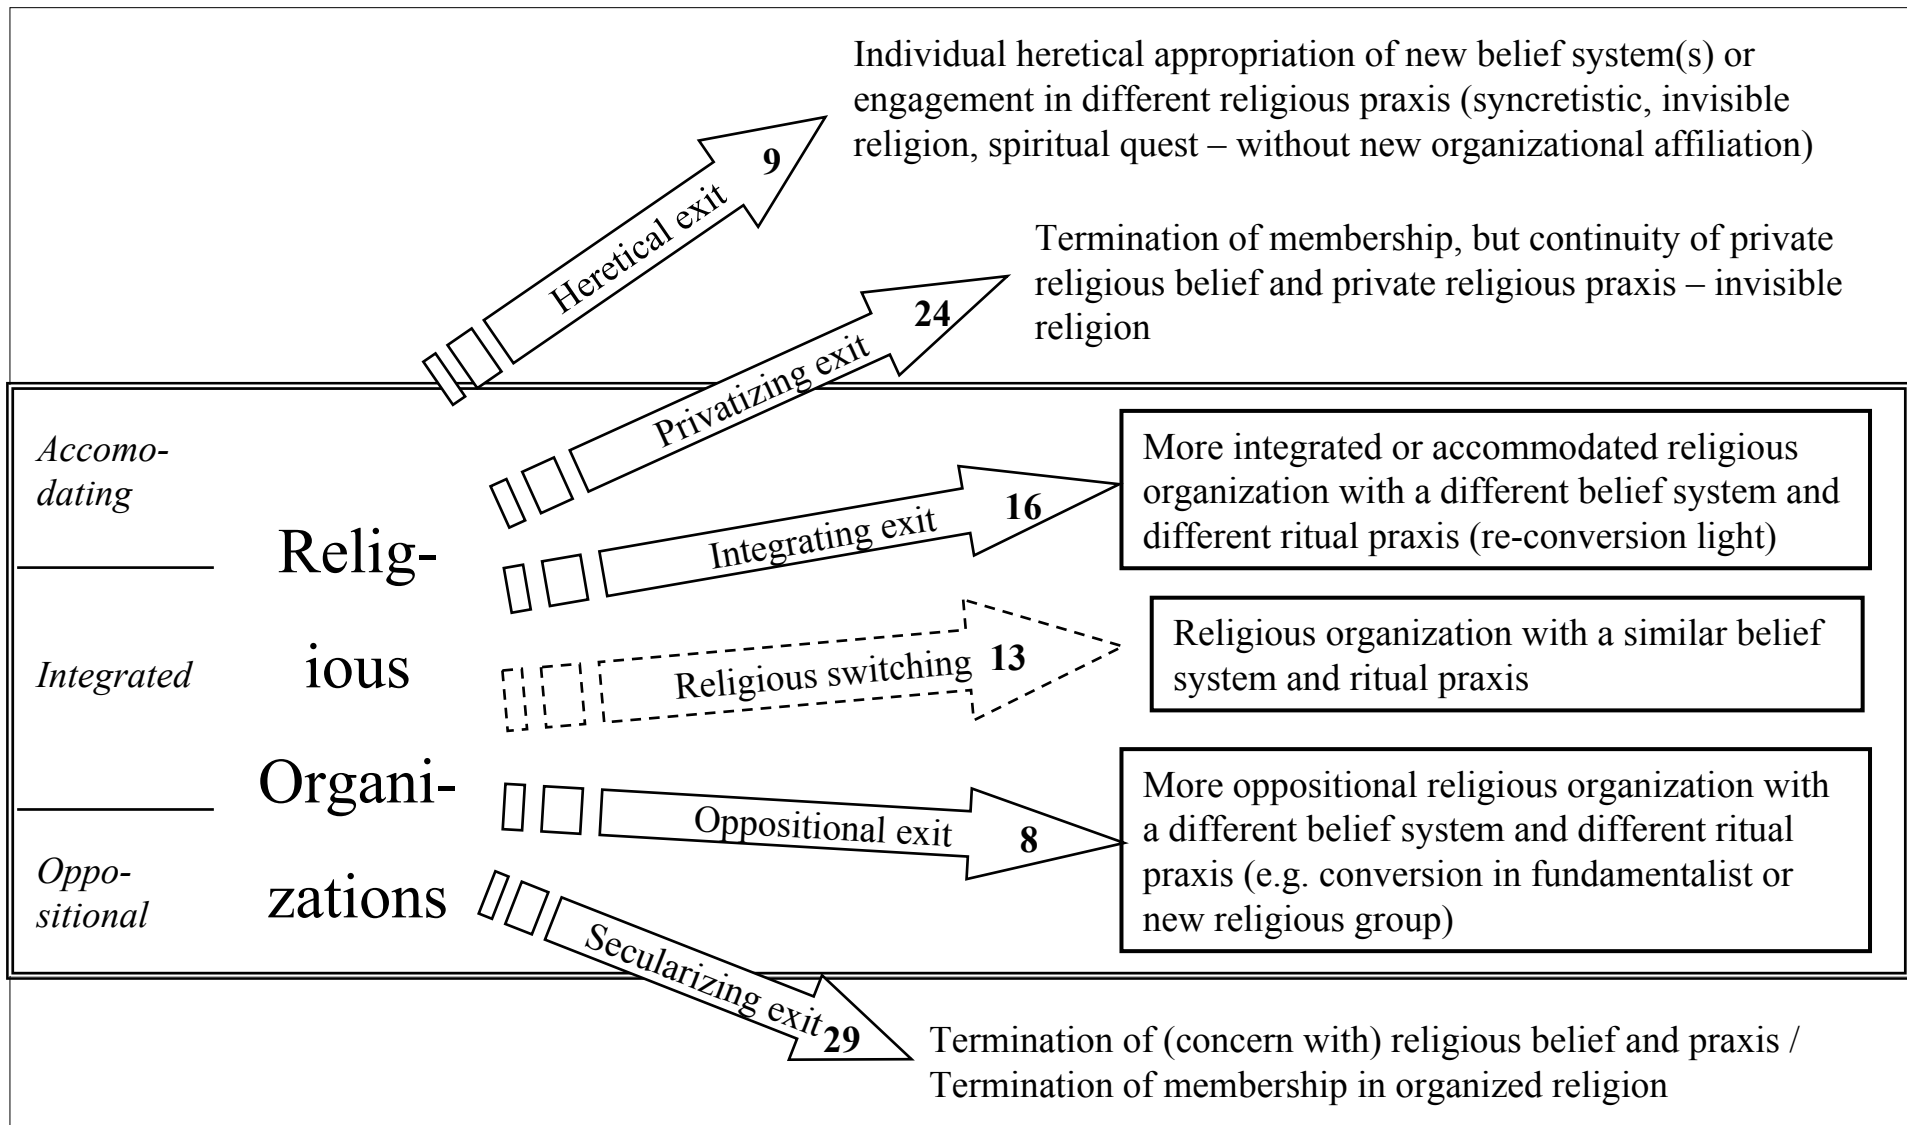 Individual heretical appropriation of new belief system(s) or
engagement in different religious praxis (syncretistic, invisible
religion, spiritual quest – without new organizational affiliation)
9
Heretical exit
Termination of membership, but continuity of private
religious belief and private religious praxis – invisible
religion
24
Privatizing exit
Accomo-
dating
Integrated
Oppo-
sitional
Relig-
ious
Organi-
zations
Integrating exit
16
More integrated or accommodated religious
organization with a different belief system and
different ritual praxis (re-conversion light)
Religious switching
13
Religious organization with a similar belief
system and ritual praxis
Oppositional exit
8
More oppositional religious organization with
a different belief system and different ritual
praxis (e.g. conversion in fundamentalist or
new religious group)
Secularizing exit
29
Termination of (concern with) religious belief and praxis /
Termination of membership in organized religion